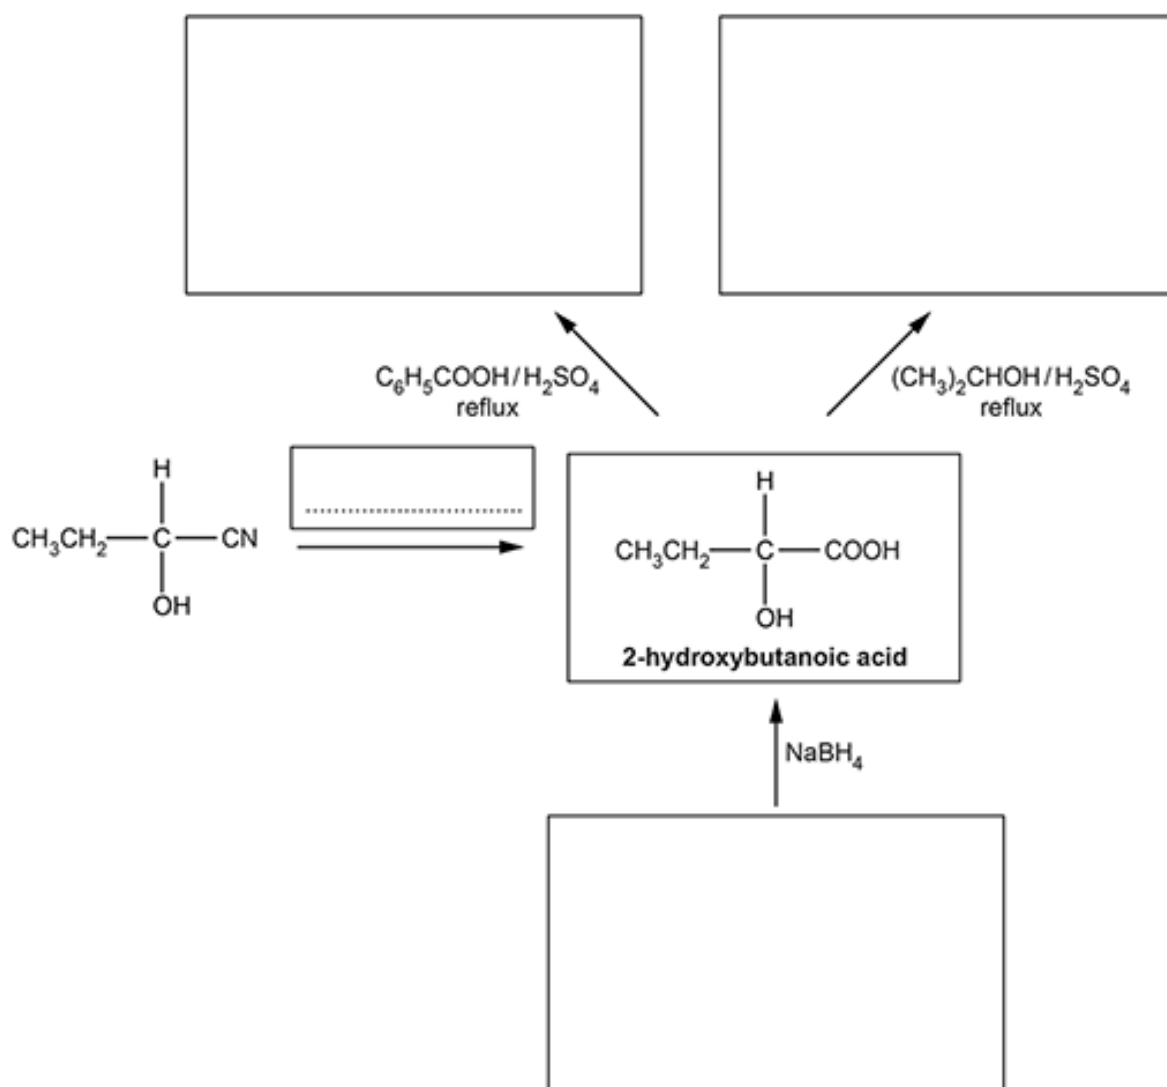 C6H5COOH/H2SO4
reflux
(CH3)2CHOH/H2SO4
reflux
H
CH3CH2—C—CN
OH
H
CH3CH2—C—COOH
OH
2-hydroxybutanoic acid
NaBH4